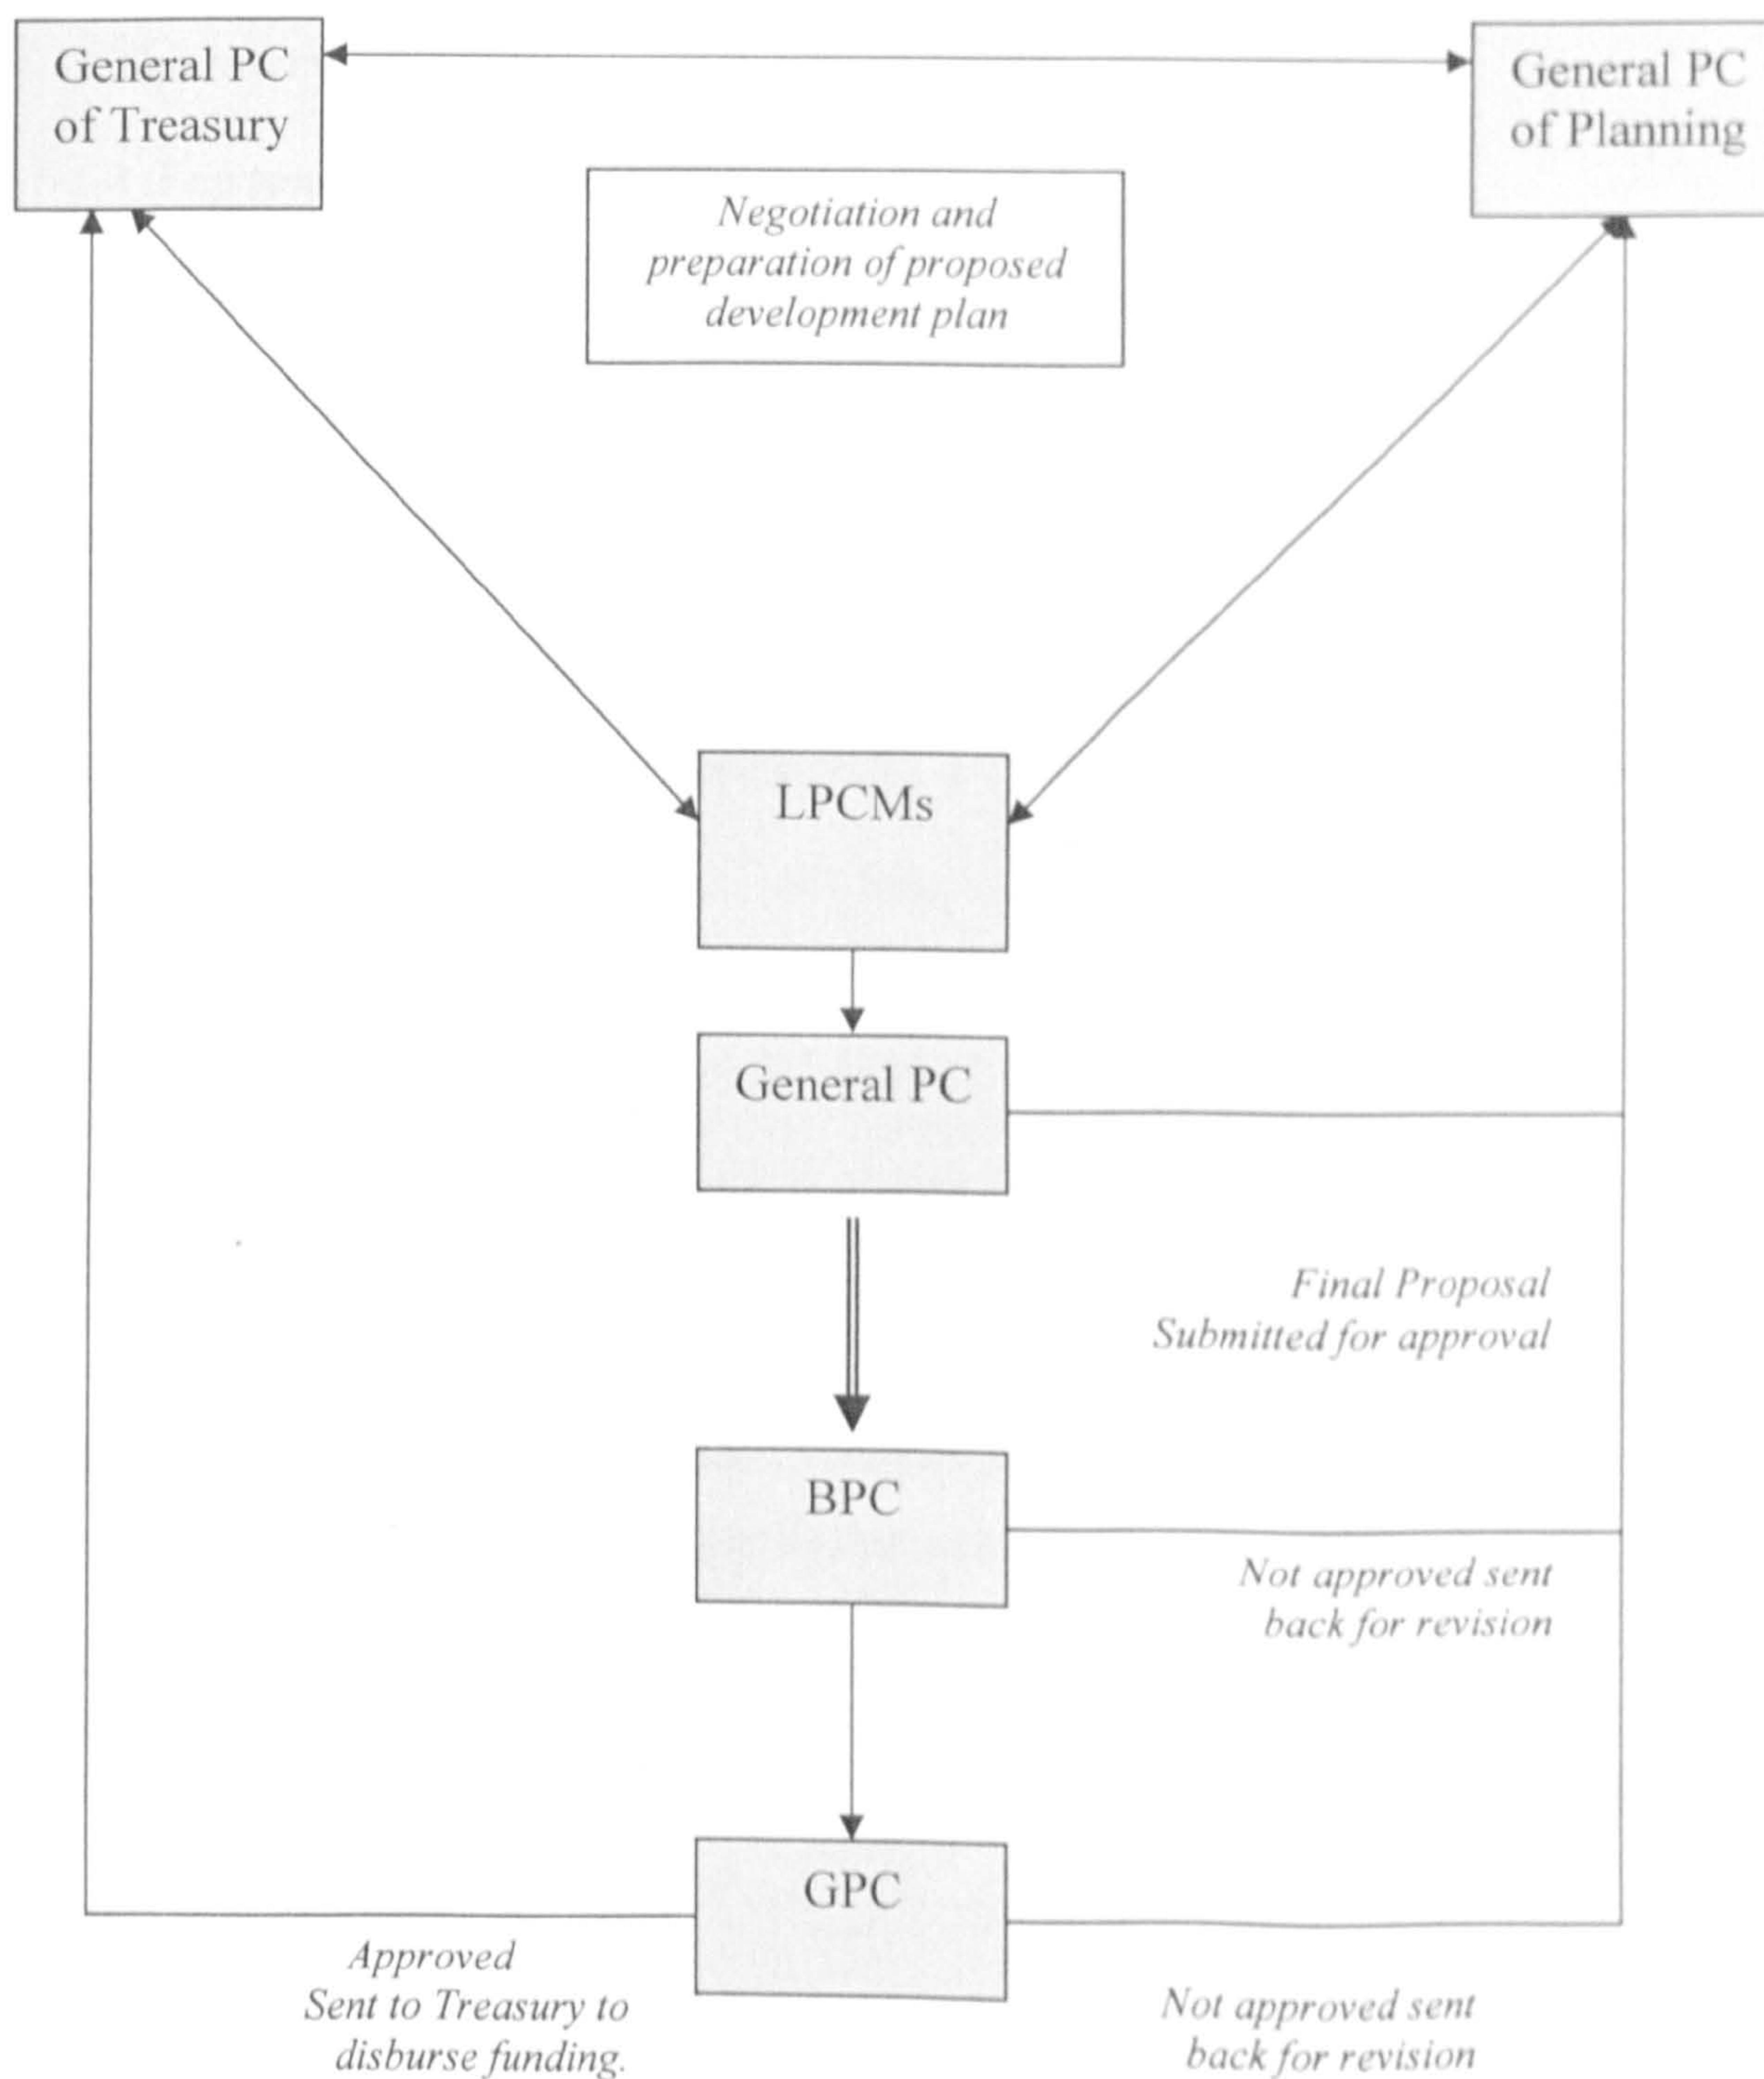 General PC
of Treasury
General PC
of Planning
Negotiation and
preparation of proposed
development plan
LPCMs
General PC
Final Proposal
Submitted for approval
BPC
Not approved sent
back for revision
GPC
Approved
Sent to Treasury to
disburse funding.
Not approved sent
back for revision